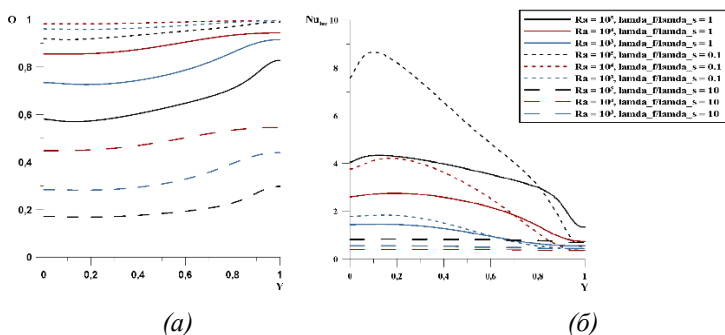 O
1
0,8
0,6
0,4
0,2
0
0
0,2
0,4
0,6
0,8
1
Y
(а)
Nu_loc
10
8
6
4
2
0
0
0,2
0,4
0,6
0,8
1
Y
(б)
Ra = 10⁵, lamda_f/lamda_s = 1
Ra = 10⁴, lamda_f/lamda_s = 1
Ra = 10³, lamda_f/lamda_s = 1
Ra = 10⁵, lamda_f/lamda_s = 0.1
Ra = 10⁴, lamda_f/lamda_s = 0.1
Ra = 10³, lamda_f/lamda_s = 0.1
Ra = 10⁵, lamda_f/lamda_s = 10
Ra = 10⁴, lamda_f/lamda_s = 10
Ra = 10³, lamda_f/lamda_s = 10